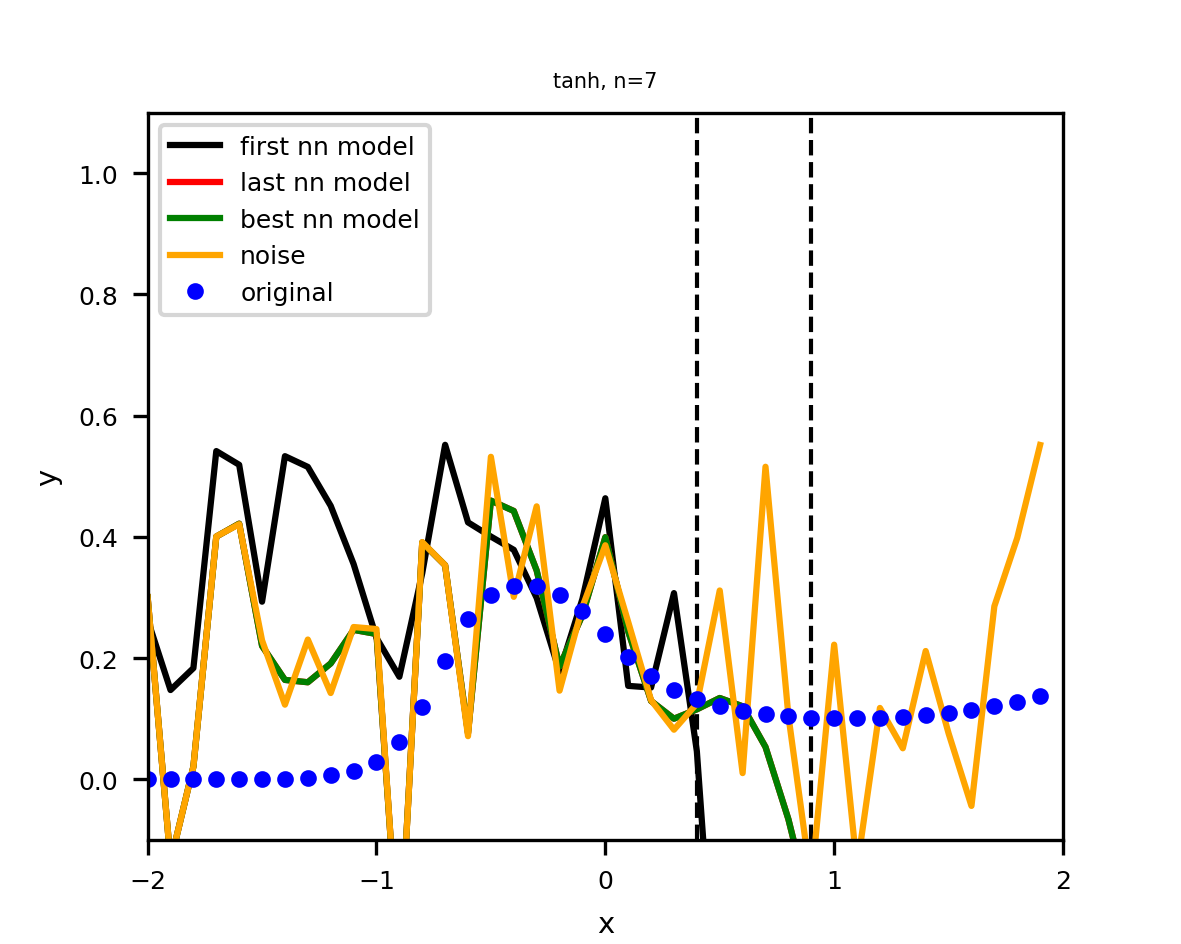 tanh, n=7
first nn model
last nn model
best nn model
noise
original
1.0
0.8
0.6
0.4
0.2
0.0
y
−2
−1
0
1
2
x